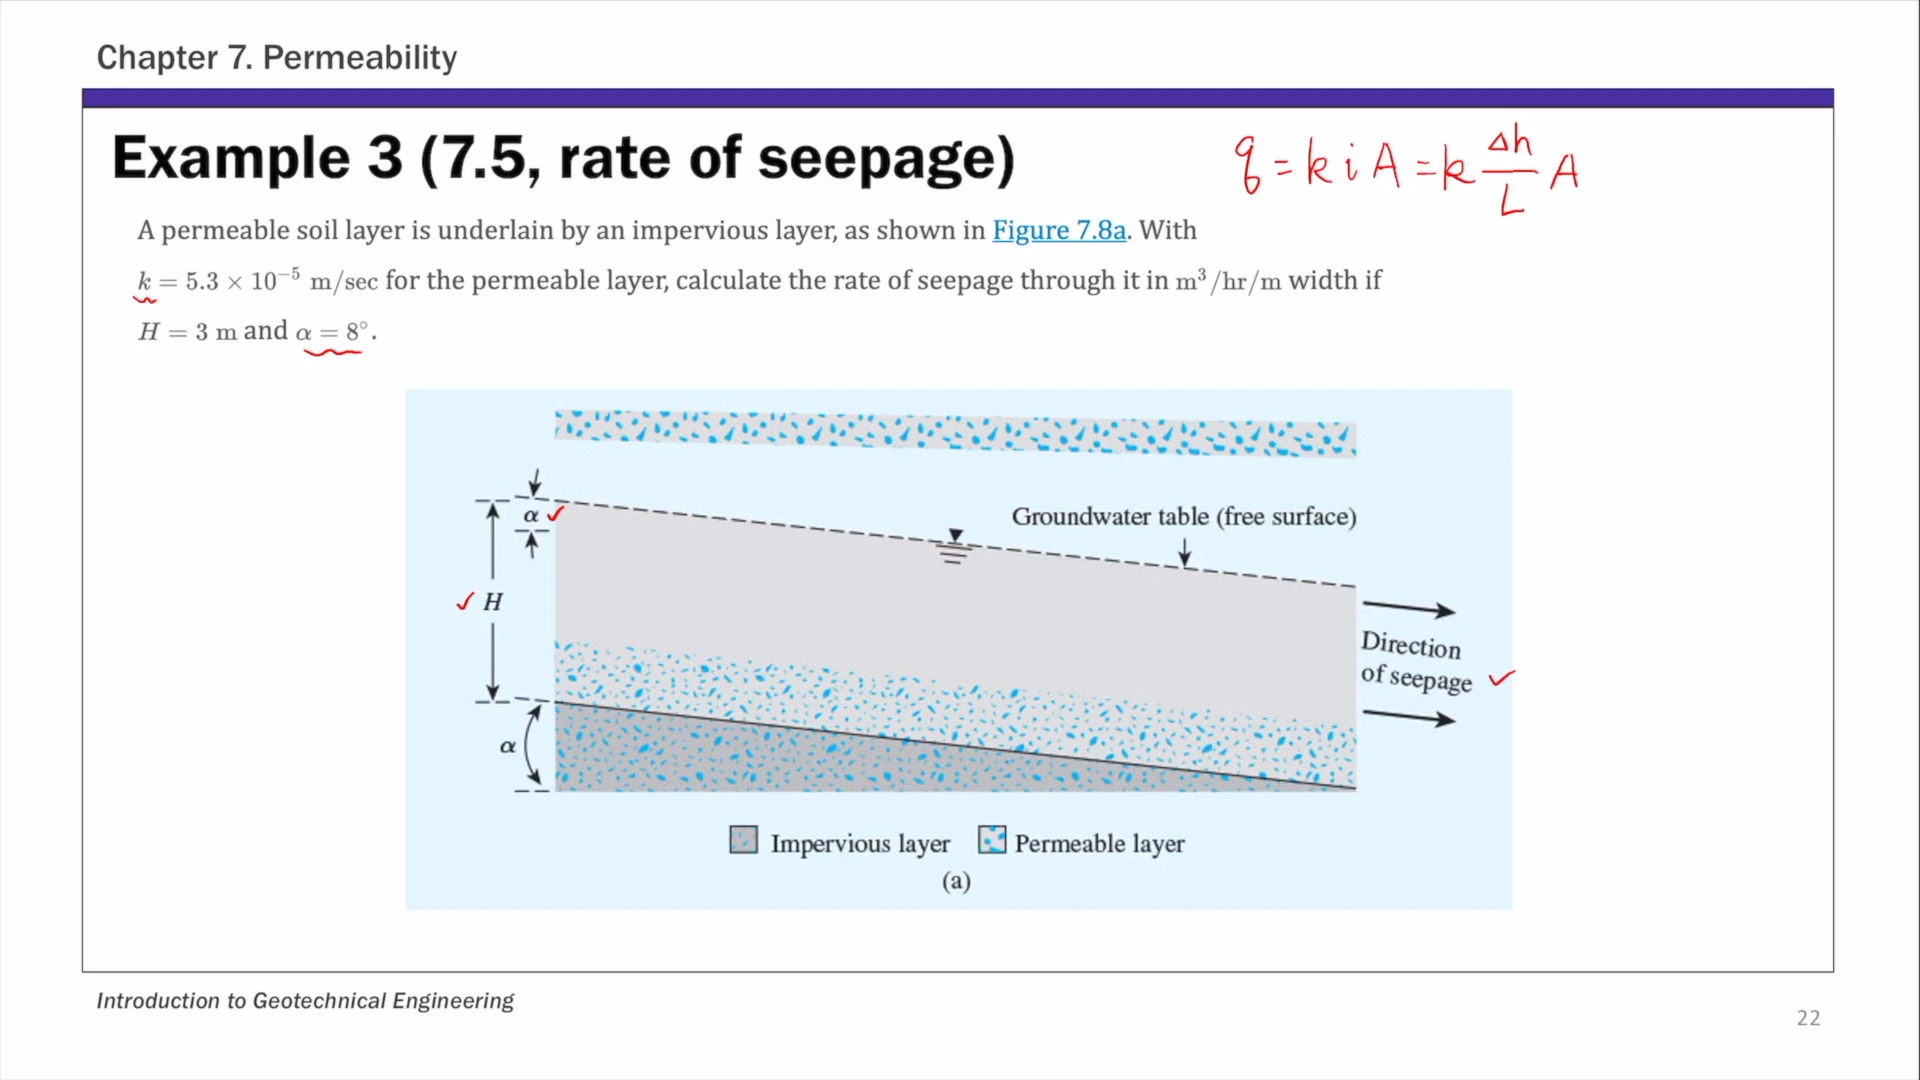 Chapter 7. Permeability
Example 3 (7.5, rate of seepage)
q = k i A = k Δh/L A
A permeable soil layer is underlain by an impervious layer, as shown in Figure 7.8a. With
k = 5.3 × 10⁻⁵ m/sec for the permeable layer, calculate the rate of seepage through it in m³/hr/m width if
H = 3 m and α = 8°.
α
Groundwater table (free surface)
H
Direction
of seepage
α
Impervious layer
Permeable layer
(a)
Introduction to Geotechnical Engineering
22